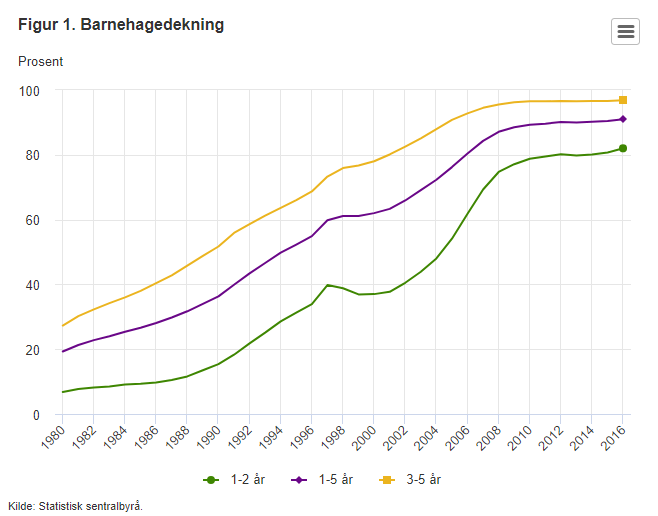 Figur 1. Barnehagedekning
Prosent
100
80
60
40
20
0
1980 1982 1984 1986 1988 1990 1992 1994 1996 1998 2000 2002 2004 2006 2008 2010 2012 2014 2016
1-2 år 1-5 år 3-5 år
Kilde: Statistisk sentralbyrå.